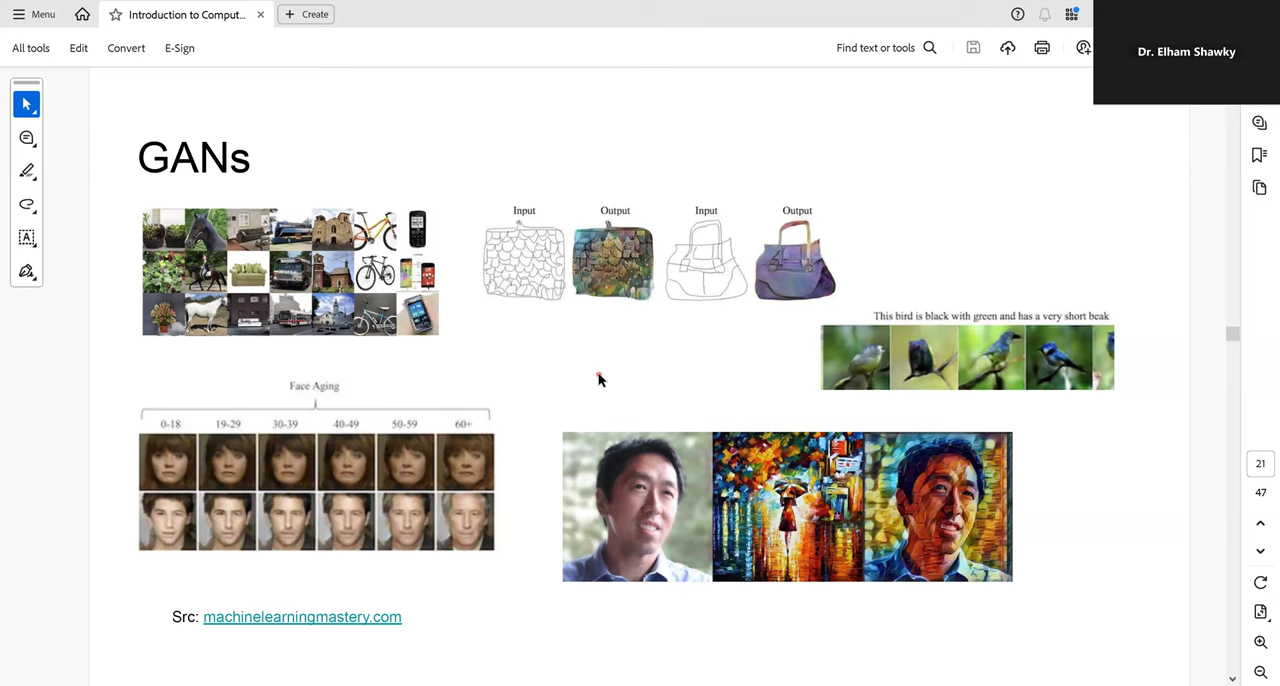 Menu
Introduction to Comput...
Create
All tools
Edit
Convert
E-Sign
Find text or tools
Dr. Elham Shawky
GANs
Input
Output
Input
Output
This bird is black with green and has a very short beak
Face Aging
0-18
19-29
30-39
40-49
50-59
60+
Src: machinelearningmastery.com
21
47